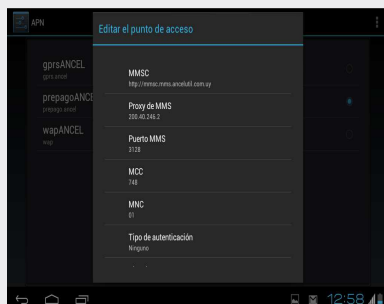 APN
Editar el punto de acceso
gprsANCEL
gprs.ancel
prepagoANCE
prepago.ancel
wapANCEL
wap
MMSC
http://mmsc.mms.ancelutil.com.uy
Proxy de MMS
200.40.246.2
Puerto MMS
3128
MCC
748
MNC
01
Tipo de autenticación
Ninguno
12:58